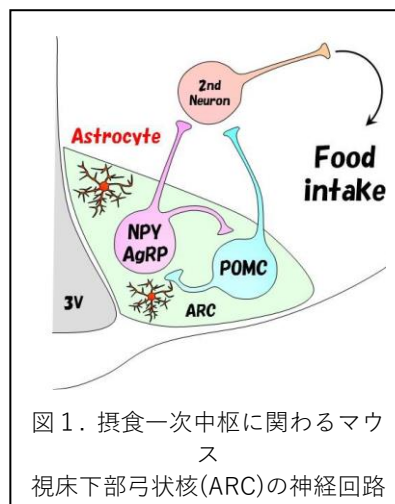 2nd
Neuron
Astrocyte
Food
intake
NPY
AgRP
POMC
3V
ARC
図１. 摂食一次中枢に関わるマウ
ス
視床下部弓状核(ARC)の神経回路